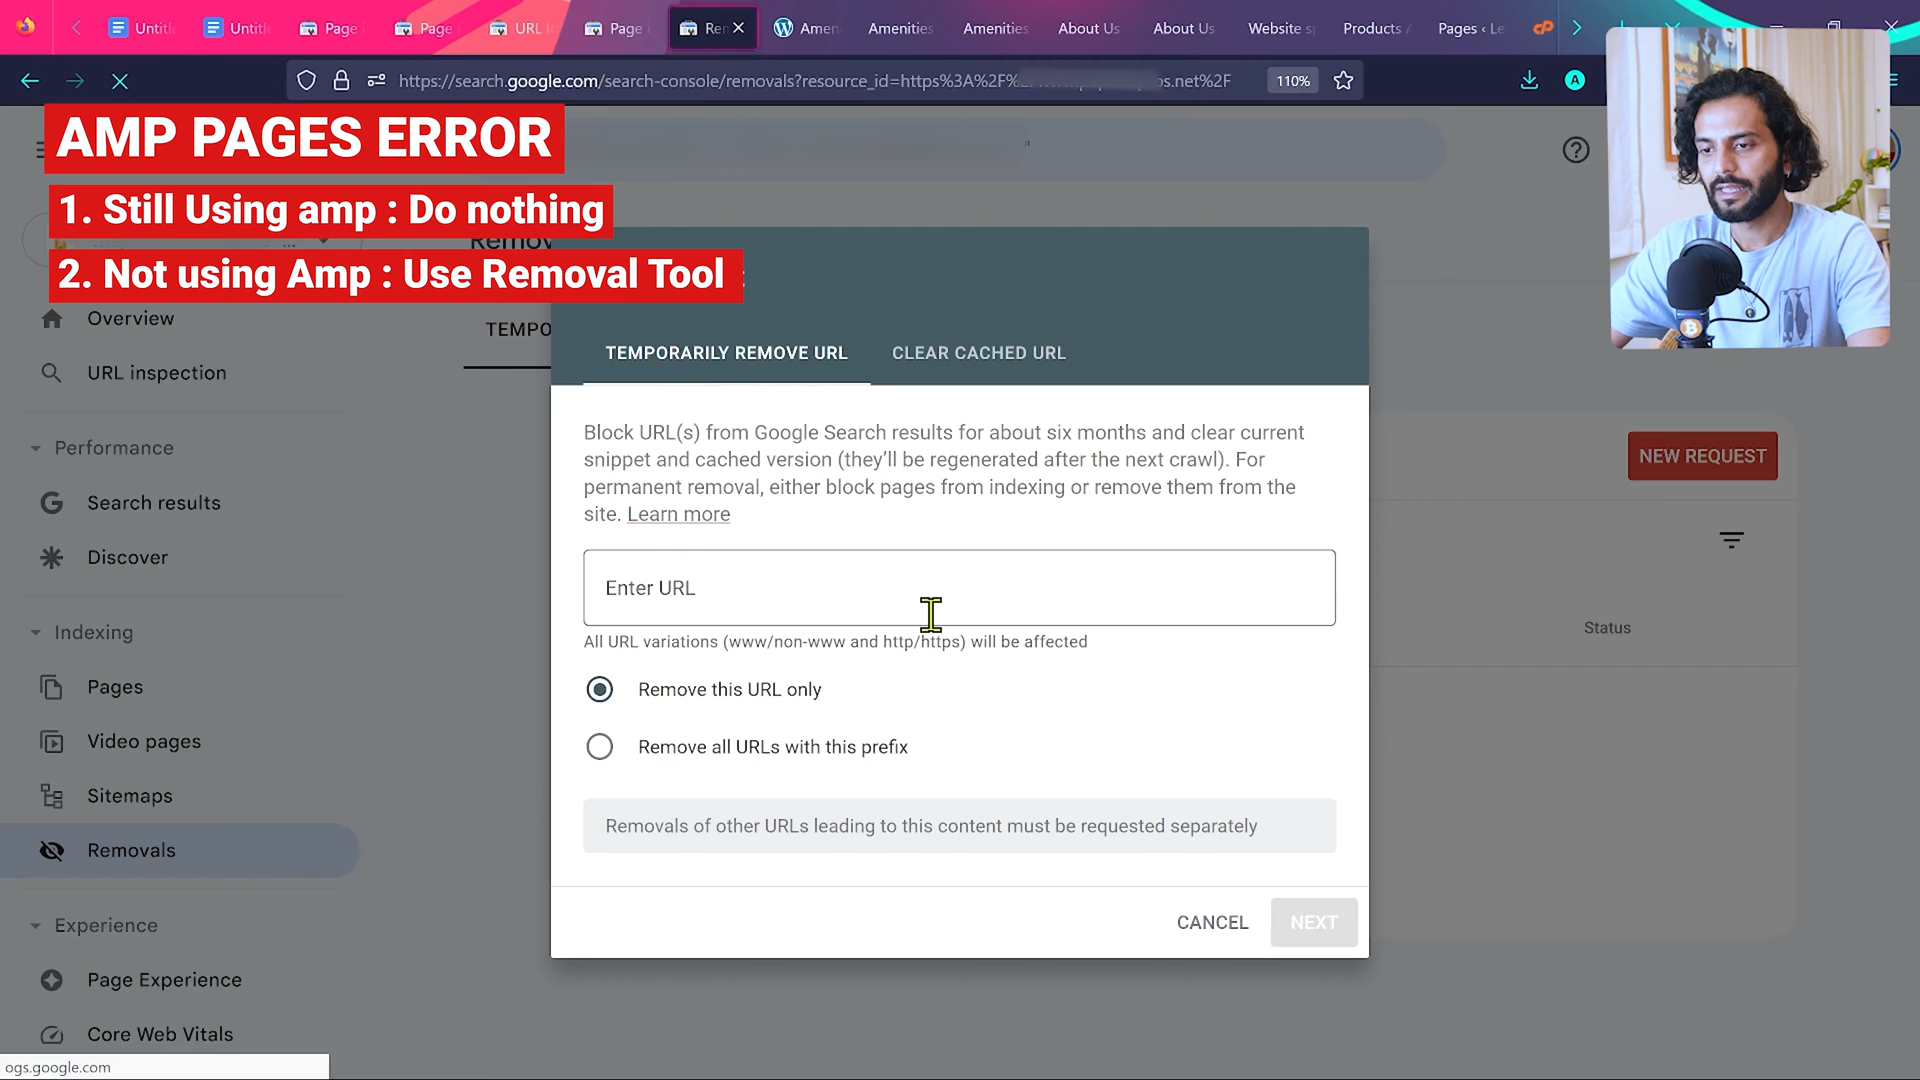 Untitl
Untitl
Page i
Page i
URL In
Page i
Ren
Amen
Amenities
Amenities
About Us
About Us
Website s
Products
Pages ‹ Le
cP
https://search.google.com/search-console/removals?resource_id=https%3A%2F%
os.net%2F
110%
A
AMP PAGES ERROR
1. Still Using amp : Do nothing
2. Not using Amp : Use Removal Tool
Remov
TEMPO
TEMPORARILY REMOVE URL
CLEAR CACHED URL
Overview
URL inspection
Performance
Search results
Discover
Indexing
Pages
Video pages
Sitemaps
Removals
Experience
Page Experience
Core Web Vitals
Block URL(s) from Google Search results for about six months and clear current
snippet and cached version (they’ll be regenerated after the next crawl). For
permanent removal, either block pages from indexing or remove them from the
site. Learn more
Enter URL
All URL variations (www/non-www and http/https) will be affected
Remove this URL only
Remove all URLs with this prefix
Removals of other URLs leading to this content must be requested separately
CANCEL
NEXT
NEW REQUEST
Status
ogs.google.com